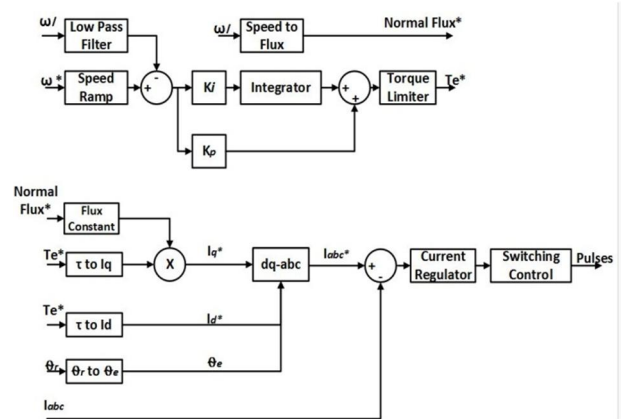 ω/
Low Pass
Filter
ω/
Speed to
Flux
Normal Flux*
-
ω*
Speed
Ramp
+
Ki
Integrator
+
+
Torque
Limiter
Te*
Kp
Normal
Flux*
Flux
Constant
Te*
τ to Iq
X
Iq*
dq-abc
Iabc*
+
-
Current
Regulator
Switching
Control
Pulses
Te*
τ to Id
Id*
θr
θr to θe
θe
Iabc